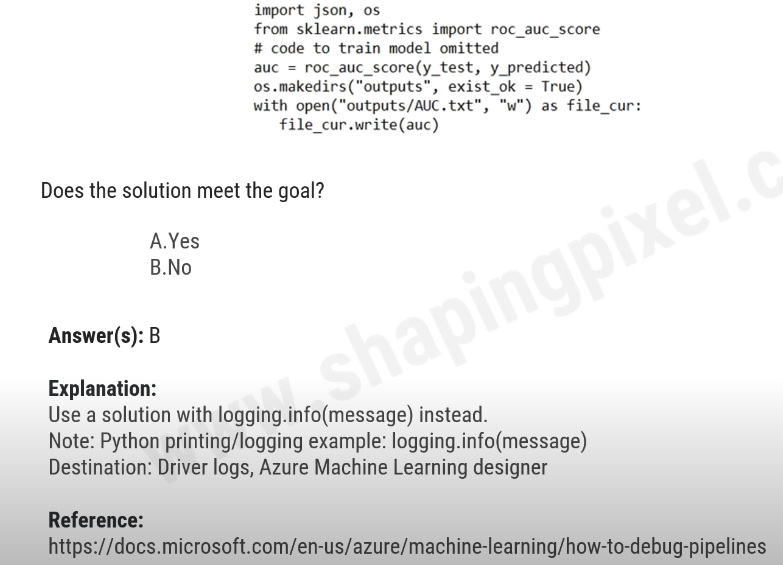 import json, os
from sklearn.metrics import roc_auc_score
# code to train model omitted
auc = roc_auc_score(y_test, y_predicted)
os.makedirs("outputs", exist_ok = True)
with open("outputs/AUC.txt", "w") as file_cur:
   file_cur.write(auc)
Does the solution meet the goal?
A.Yes
B.No
Answer(s): B
Explanation:
Use a solution with logging.info(message) instead.
Note: Python printing/logging example: logging.info(message)
Destination: Driver logs, Azure Machine Learning designer
Reference:
https://docs.microsoft.com/en-us/azure/machine-learning/how-to-debug-pipelines
www.shapingpixel.c